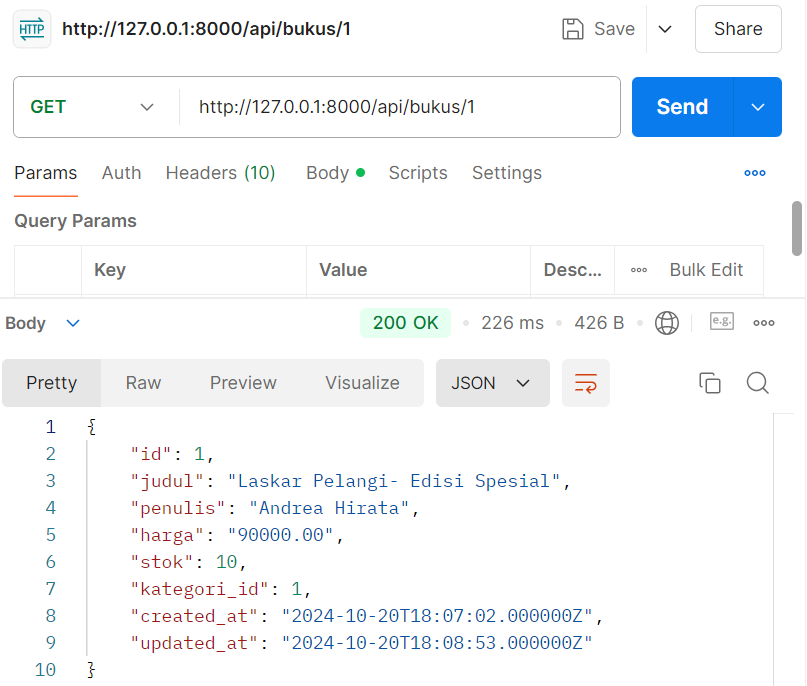 HTTP http://127.0.0.1:8000/api/bukus/1 Save Share
GET http://127.0.0.1:8000/api/bukus/1 Send
Params Auth Headers (10) Body Scripts Settings
Query Params
Key Value Desc... Bulk Edit
Body 200 OK 226 ms 426 B e.g.
Pretty Raw Preview Visualize JSON
1 {
2 "id": 1,
3 "judul": "Laskar Pelangi- Edisi Spesial",
4 "penulis": "Andrea Hirata",
5 "harga": "90000.00",
6 "stok": 10,
7 "kategori_id": 1,
8 "created_at": "2024-10-20T18:07:02.000000Z",
9 "updated_at": "2024-10-20T18:08:53.000000Z"
10 }